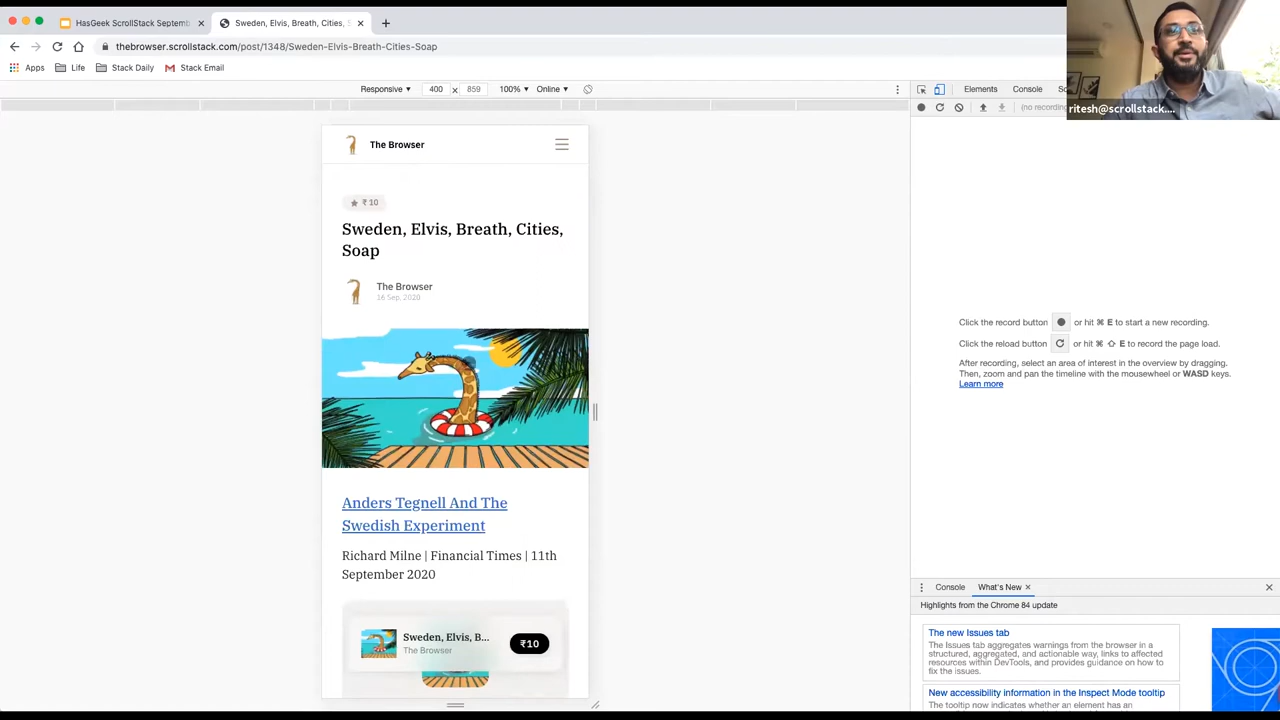 HasGeek ScrollStack Septemb
Sweden, Elvis, Breath, Cities, S
thebrowser.scrollstack.com/post/1348/Sweden-Elvis-Breath-Cities-Soap
Apps Life Stack Daily Stack Email
Responsive 400 x 859 100% Online
Elements Console
(no recordin
ritesh@scrollstack....
The Browser
₹ 10
Sweden, Elvis, Breath, Cities,
Soap
The Browser
16 Sep, 2020
Anders Tegnell And The
Swedish Experiment
Richard Milne | Financial Times | 11th
September 2020
Sweden, Elvis, B...
The Browser
₹10
Click the record button or hit ⌘ E to start a new recording.
Click the reload button or hit ⌘ ⇧ E to record the page load.
After recording, select an area of interest in the overview by dragging.
Then, zoom and pan the timeline with the mousewheel or WASD keys.
Learn more
Console What's New
Highlights from the Chrome 84 update
The new Issues tab
The Issues tab aggregates warnings from the browser in a
structured, aggregated, and actionable way, links to affected
resources within DevTools, and provides guidance on how to
fix the issues.
New accessibility information in the Inspect Mode tooltip
The tooltip now indicates whether an element has an